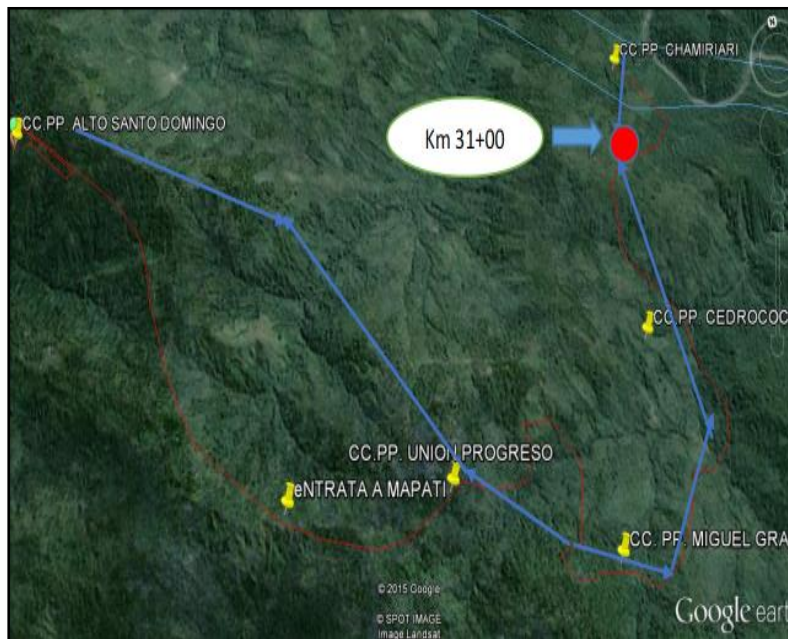 CC.PP. CHAMIRIARI
CC.PP. ALTO SANTO DOMINGO
Km 31+00
CC.PP. CEDROCOC
CC.PP. UNION PROGRESO
eNTRATA A MAPATI
CC. PP. MIGUEL GRA
© 2015 Google
© SPOT IMAGE
Image Landsat
Google eart